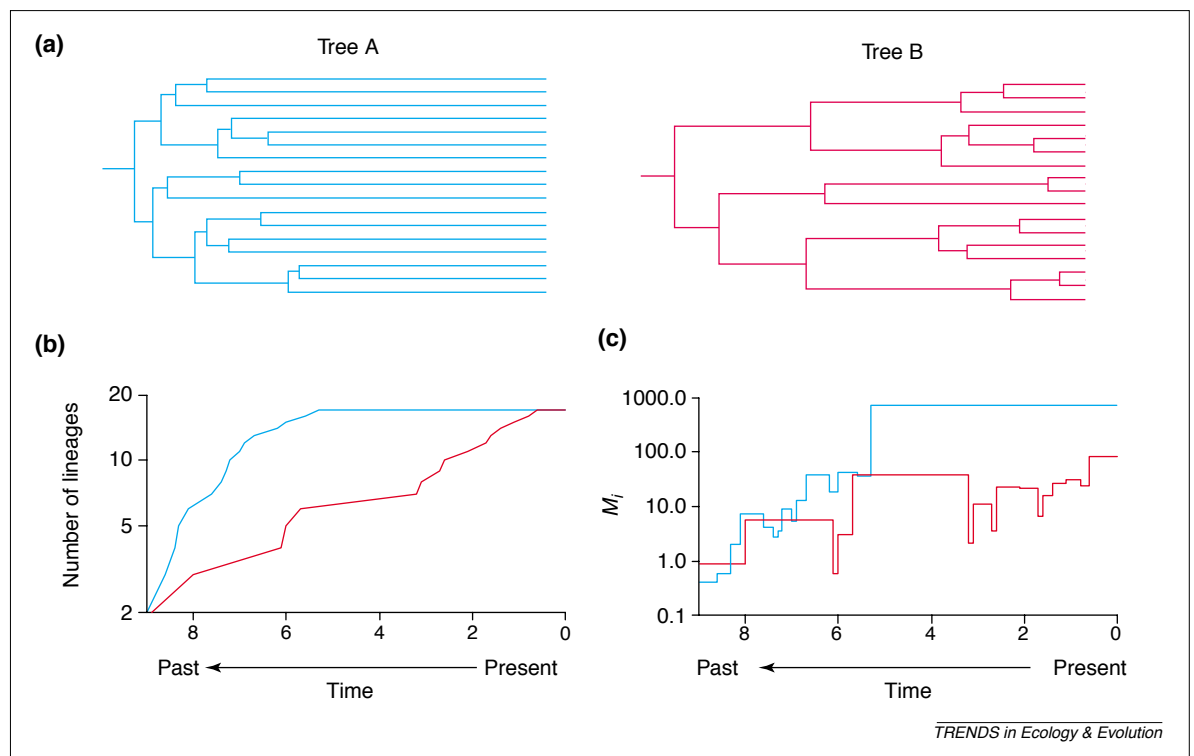 (a)
Tree A
Tree B
(b)
Number of lineages
20
10
5
2
8
6
4
2
0
Past
Present
Time
(c)
Mi
1000.0
100.0
10.0
1.0
0.1
8
6
4
2
0
Past
Present
Time
TRENDS in Ecology & Evolution